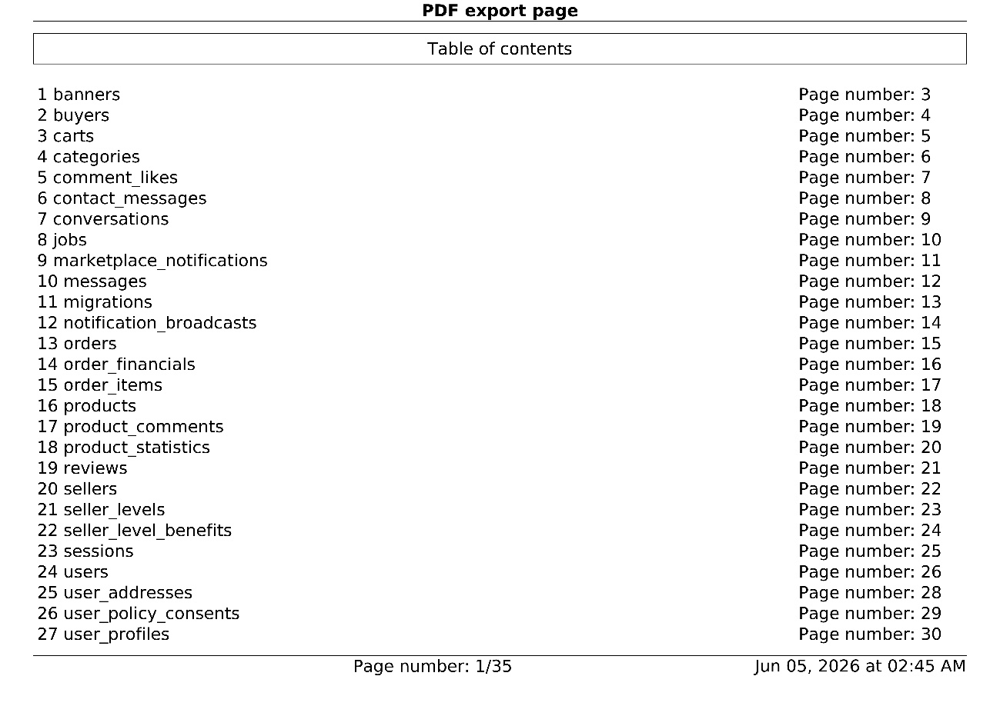 PDF export page
Table of contents
1 banners Page number: 3
2 buyers Page number: 4
3 carts Page number: 5
4 categories Page number: 6
5 comment_likes Page number: 7
6 contact_messages Page number: 8
7 conversations Page number: 9
8 jobs Page number: 10
9 marketplace_notifications Page number: 11
10 messages Page number: 12
11 migrations Page number: 13
12 notification_broadcasts Page number: 14
13 orders Page number: 15
14 order_financials Page number: 16
15 order_items Page number: 17
16 products Page number: 18
17 product_comments Page number: 19
18 product_statistics Page number: 20
19 reviews Page number: 21
20 sellers Page number: 22
21 seller_levels Page number: 23
22 seller_level_benefits Page number: 24
23 sessions Page number: 25
24 users Page number: 26
25 user_addresses Page number: 28
26 user_policy_consents Page number: 29
27 user_profiles Page number: 30
Page number: 1/35 Jun 05, 2026 at 02:45 AM